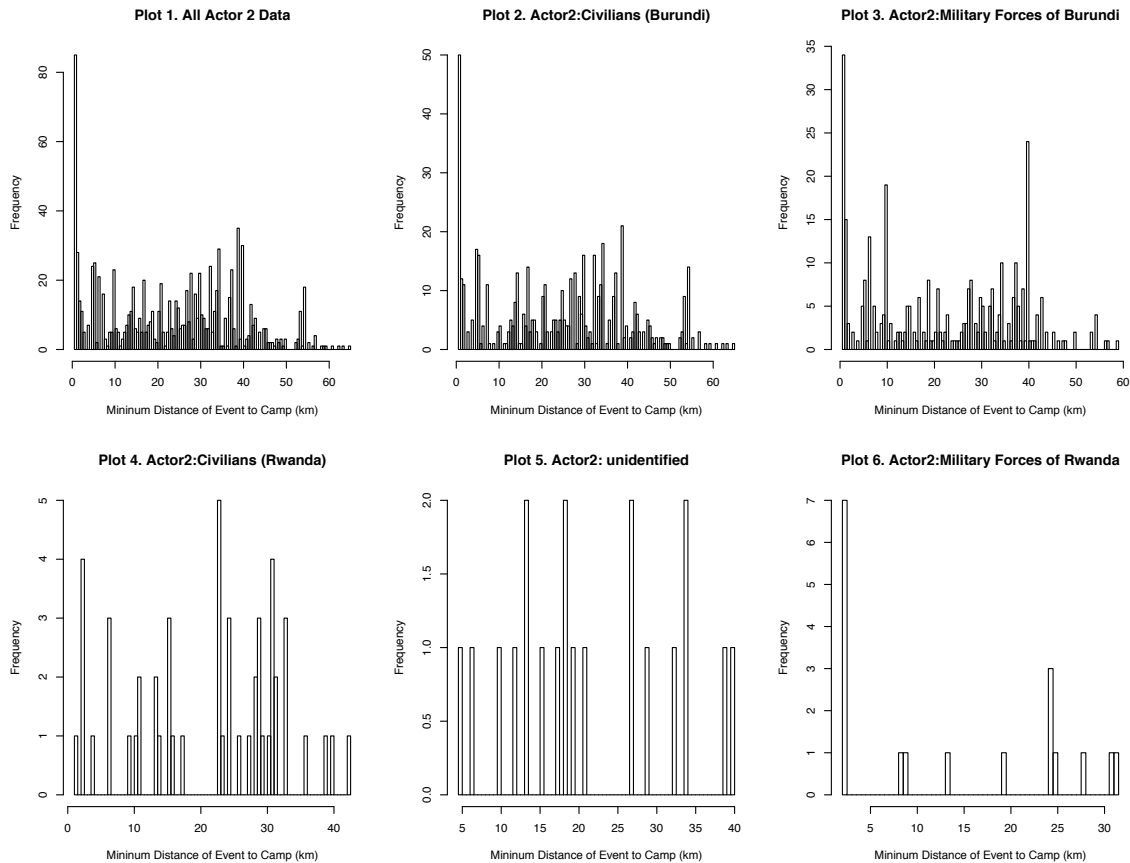 Plot 1. All Actor 2 Data
Frequency
0 20 40 60 80
0 10 20 30 40 50 60
Mininum Distance of Event to Camp (km)
Plot 2. Actor2:Civilians (Burundi)
Frequency
0 10 20 30 40 50
0 10 20 30 40 50 60
Mininum Distance of Event to Camp (km)
Plot 3. Actor2:Military Forces of Burundi
Frequency
0 5 10 15 20 25 30 35
0 10 20 30 40 50 60
Mininum Distance of Event to Camp (km)
Plot 4. Actor2:Civilians (Rwanda)
Frequency
0 1 2 3 4 5
0 10 20 30 40
Mininum Distance of Event to Camp (km)
Plot 5. Actor2: unidentified
Frequency
0.0 0.5 1.0 1.5 2.0
5 10 15 20 25 30 35 40
Mininum Distance of Event to Camp (km)
Plot 6. Actor2:Military Forces of Rwanda
Frequency
0 1 2 3 4 5 6 7
5 10 15 20 25 30
Mininum Distance of Event to Camp (km)